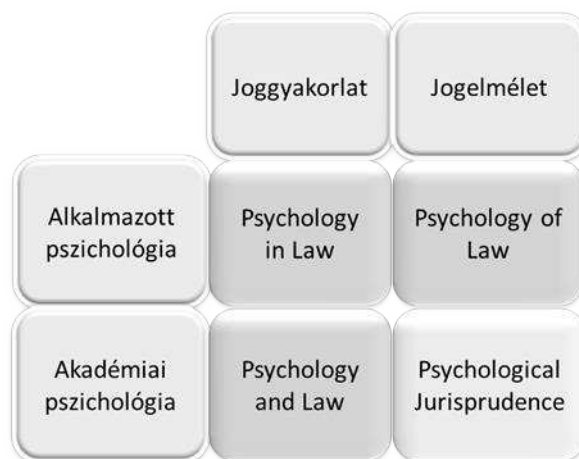 Joggyakorlat
Jogelmélet
Alkalmazott
pszichológia
Psychology
in Law
Psychology of
Law
Akadémiai
pszichológia
Psychology
and Law
Psychological
Jurisprudence